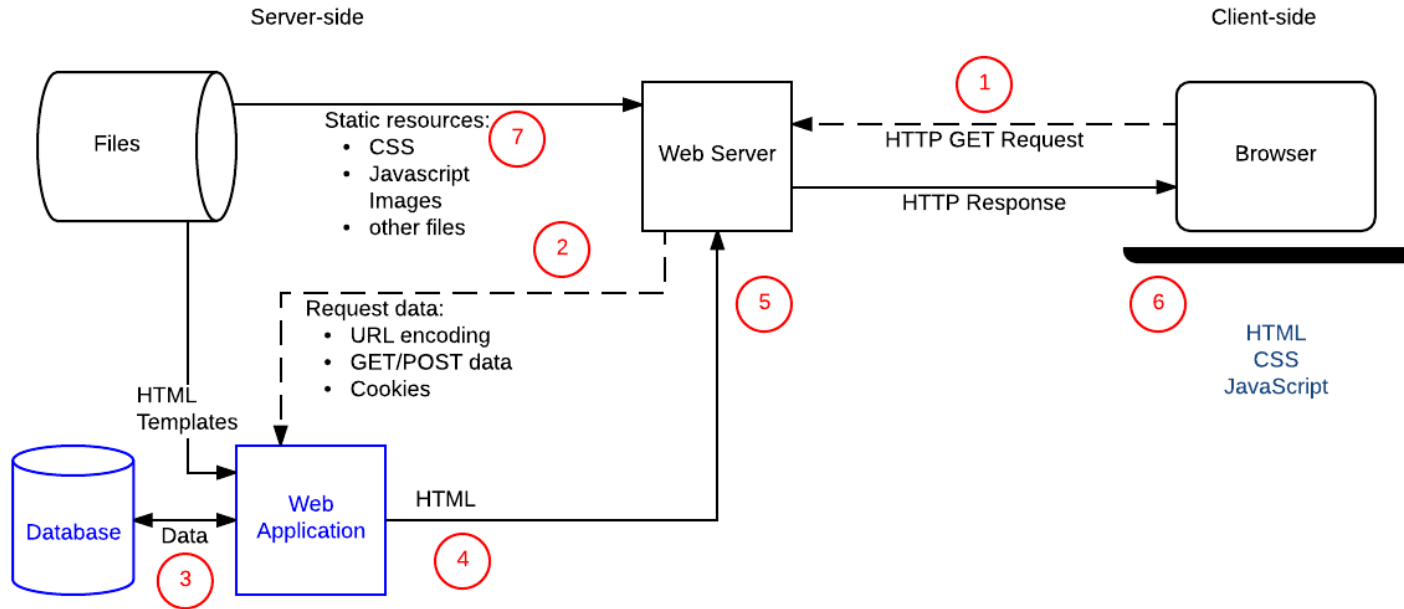 Server-side
Client-side
Files
Static resources:
• CSS
• Javascript
Images
• other files
7
Web Server
1
HTTP GET Request
HTTP Response
Browser
2
Request data:
• URL encoding
• GET/POST data
• Cookies
5
6
HTML
CSS
JavaScript
HTML
Templates
Database
Data
3
Web
Application
HTML
4